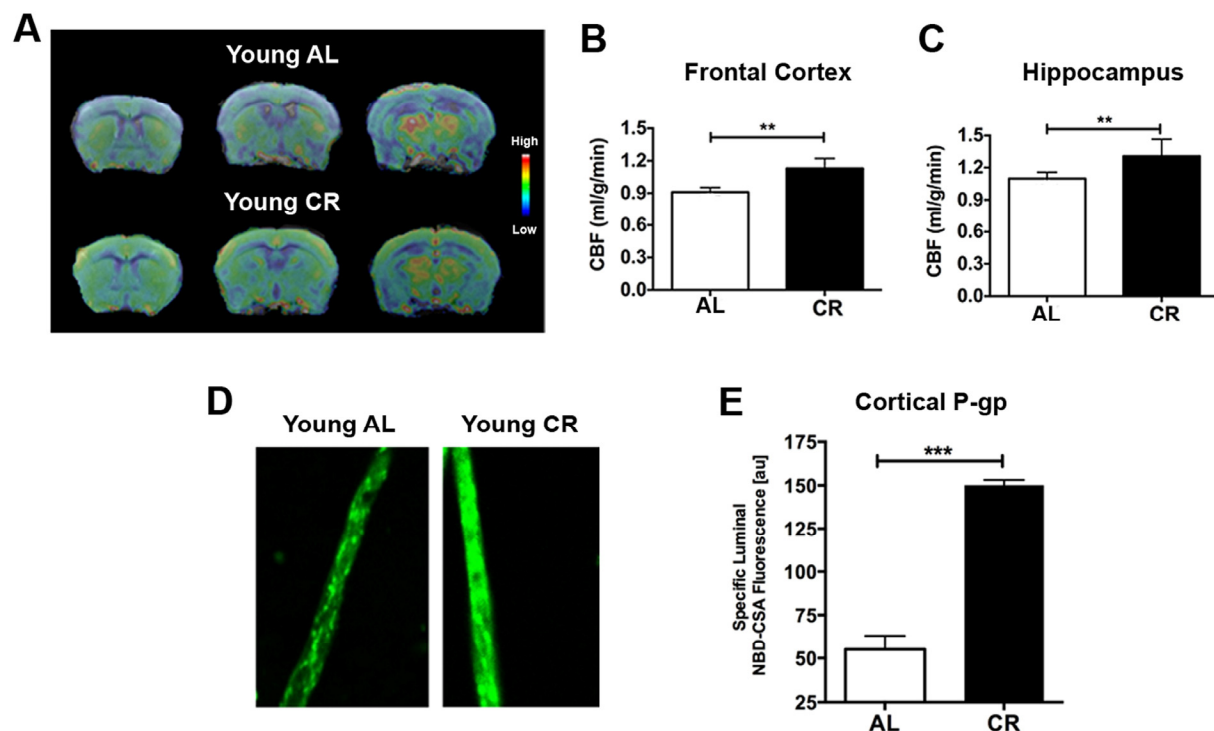 A
Young AL
High
Low
Young CR
B
Frontal Cortex
CBF (ml/g/min)
1.5
1.2
0.9
0.6
0.3
0.0
**
AL
CR
C
Hippocampus
CBF (ml/g/min)
1.5
1.2
0.9
0.6
0.3
0.0
**
AL
CR
D
Young AL
Young CR
E
Cortical P-gp
Specific Luminal
NBD-CSA Fluorescence [au]
175
150
125
100
75
50
25
***
AL
CR